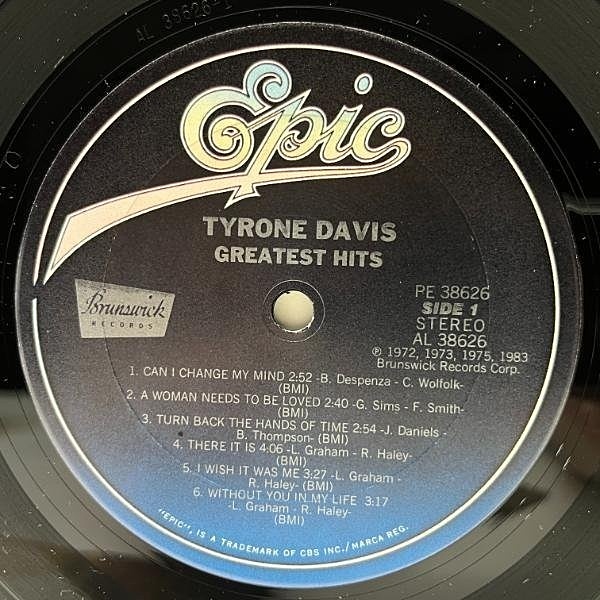 AL 38626-1
Epic
TYRONE DAVIS
GREATEST HITS
Brunswick
RECORDS
PE 38626
SIDE 1
STEREO
AL 38626
℗ 1972, 1973, 1975, 1983
Brunswick Records Corp.
1. CAN I CHANGE MY MIND 2:52 -B. Despenza - C. Wolfolk-
(BMI)
2. A WOMAN NEEDS TO BE LOVED 2:40 -G. Sims - F. Smith-
(BMI)
3. TURN BACK THE HANDS OF TIME 2:54 -J. Daniels -
B. Thompson- (BMI)
4. THERE IT IS 4:06 -L. Graham - R. Haley-
(BMI)
5. I WISH IT WAS ME 3:27 -L. Graham -
R. Haley- (BMI)
6. WITHOUT YOU IN MY LIFE 3:17
-L. Graham - R. Haley-
(BMI)
"EPIC", IS A TRADEMARK OF CBS INC./MARCA REG.